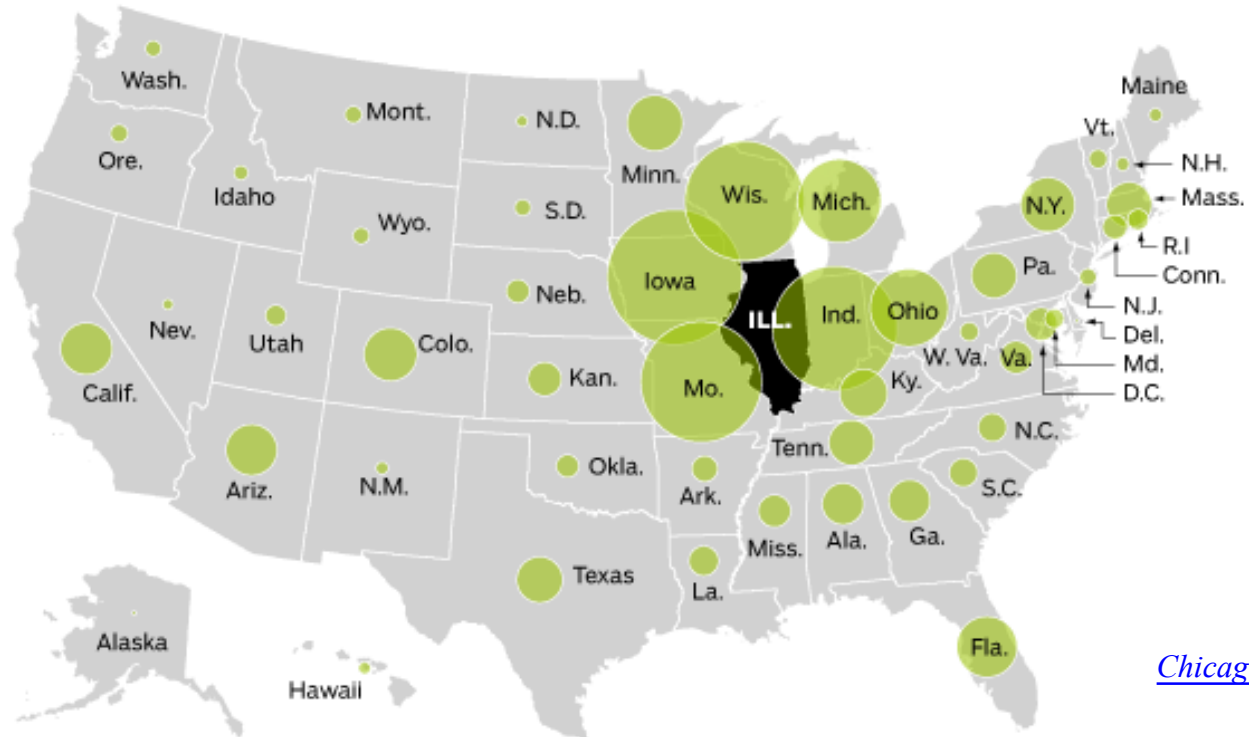 Maine
Wash.
Mont.
N.D.
Vt.
Ore.
Minn.
N.H.
Idaho
Wis.
Mich.
N.Y.
Mass.
S.D.
Wyo.
R.I
Pa.
Conn.
Iowa
Neb.
N.J.
Nev.
Utah
Colo.
ILL.
Ind.
Ohio
Del.
W. Va.
Va.
Md.
Calif.
Kan.
Mo.
Ky.
D.C.
N.C.
Tenn.
Okla.
Ark.
Ariz.
N.M.
S.C.
Miss.
Ala.
Ga.
Texas
La.
Alaska
Fla.
Chicag
Hawaii